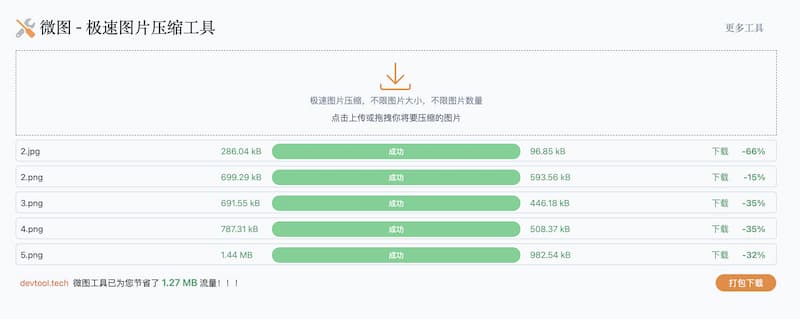 微图 - 极速图片压缩工具 更多工具
极速图片压缩，不限图片大小，不限图片数量
点击上传或拖拽你将要压缩的图片
2.jpg 286.04 kB 成功 96.85 kB 下载 -66%
2.png 699.29 kB 成功 593.56 kB 下载 -15%
3.png 691.55 kB 成功 446.18 kB 下载 -35%
4.png 787.31 kB 成功 508.37 kB 下载 -35%
5.png 1.44 MB 成功 982.54 kB 下载 -32%
devtool.tech 微图工具已为您节省了 1.27 MB 流量！！！ 打包下载